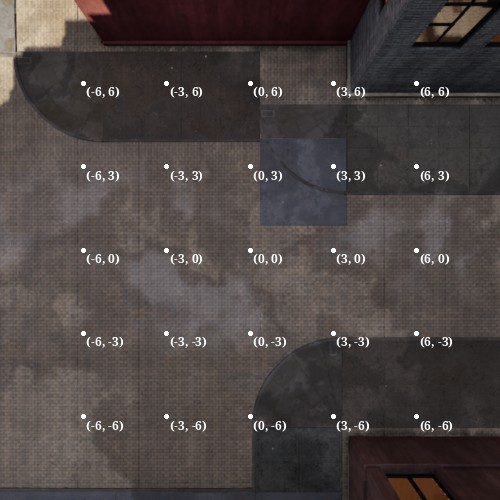 (-6, 6) (-3, 6) (0, 6) (3, 6) (6, 6)
(-6, 3) (-3, 3) (0, 3) (3, 3) (6, 3)
(-6, 0) (-3, 0) (0, 0) (3, 0) (6, 0)
(-6, -3) (-3, -3) (0, -3) (3, -3) (6, -3)
(-6, -6) (-3, -6) (0, -6) (3, -6) (6, -6)